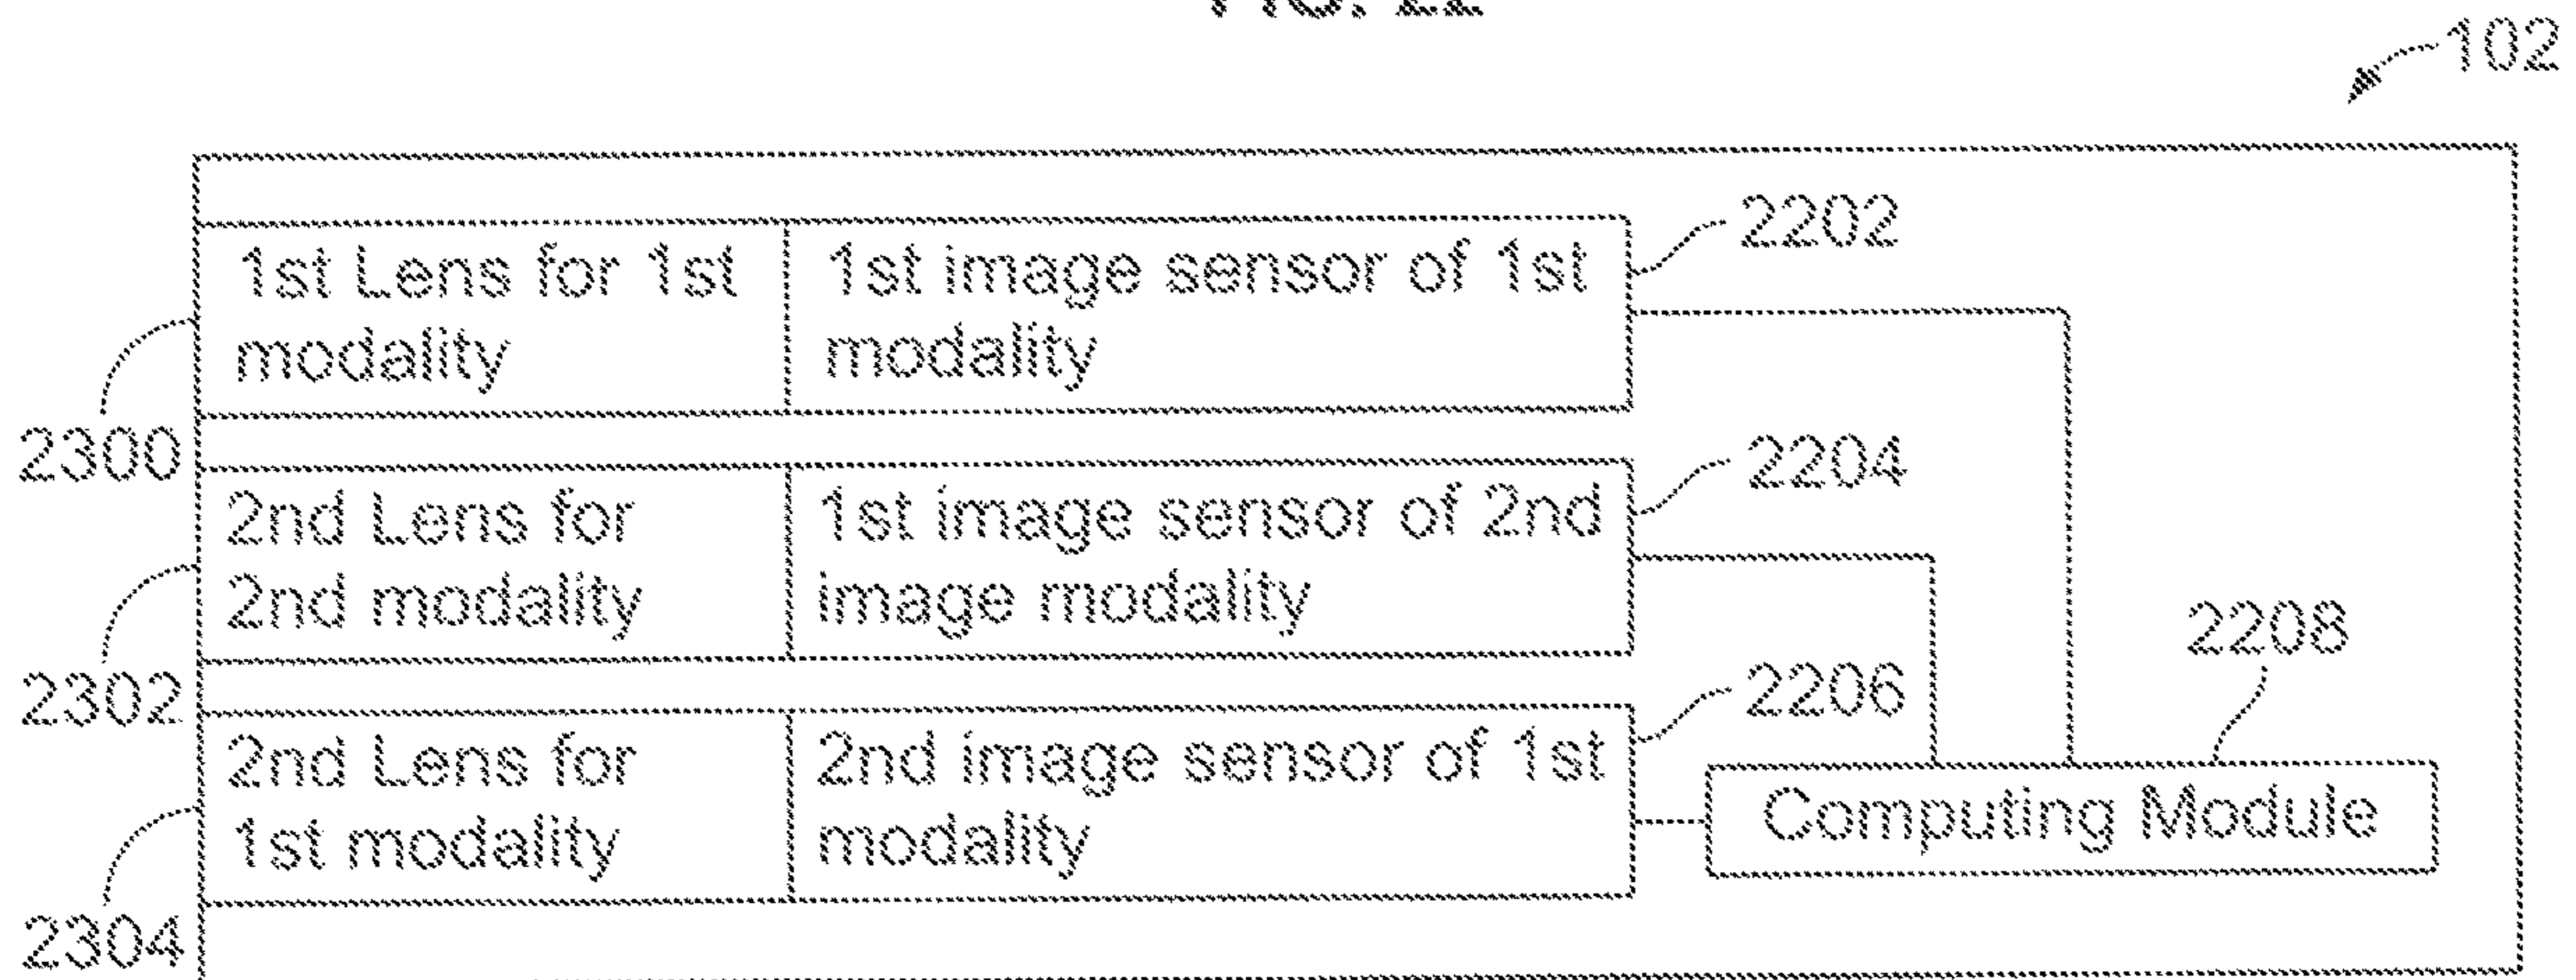 102
2202
1st Lens for 1st
modality
1st image sensor of 1st
modality
2300
2204
2nd Lens for
2nd modality
1st image sensor of 2nd
image modality
2302
2208
2206
2nd Lens for
1st modality
2nd image sensor of 1st
modality
Computing Module
2304